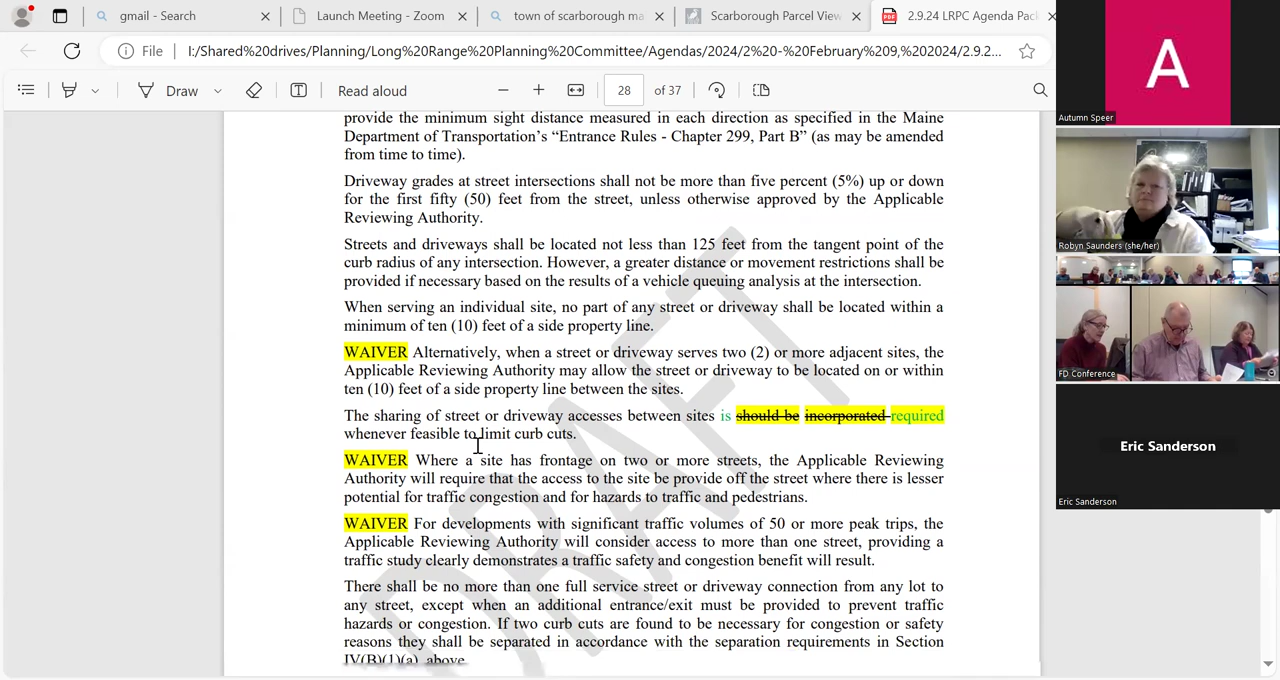 gmail - Search
Launch Meeting - Zoom
town of scarborough ma
Scarborough Parcel View
2.9.24 LRPC Agenda Pack
File
I:/Shared%20drives/Planning/Long%20Range%20Planning%20Committee/Agendas/2024/2%20-%20February%209,%202024/2.9.2...
Draw
Read aloud
28 of 37
provide the minimum sight distance measured in each direction as specified in the Maine
Department of Transportation's “Entrance Rules - Chapter 299, Part B” (as may be amended
from time to time).
Driveway grades at street intersections shall not be more than five percent (5%) up or down
for the first fifty (50) feet from the street, unless otherwise approved by the Applicable
Reviewing Authority.
Streets and driveways shall be located not less than 125 feet from the tangent point of the
curb radius of any intersection. However, a greater distance or movement restrictions shall be
provided if necessary based on the results of a vehicle queuing analysis at the intersection.
When serving an individual site, no part of any street or driveway shall be located within a
minimum of ten (10) feet of a side property line.
WAIVER Alternatively, when a street or driveway serves two (2) or more adjacent sites, the
Applicable Reviewing Authority may allow the street or driveway to be located on or within
ten (10) feet of a side property line between the sites.
The sharing of street or driveway accesses between sites is should be incorporated required
whenever feasible to limit curb cuts.
WAIVER Where a site has frontage on two or more streets, the Applicable Reviewing
Authority will require that the access to the site be provide off the street where there is lesser
potential for traffic congestion and for hazards to traffic and pedestrians.
WAIVER For developments with significant traffic volumes of 50 or more peak trips, the
Applicable Reviewing Authority will consider access to more than one street, providing a
traffic study clearly demonstrates a traffic safety and congestion benefit will result.
There shall be no more than one full service street or driveway connection from any lot to
any street, except when an additional entrance/exit must be provided to prevent traffic
hazards or congestion. If two curb cuts are found to be necessary for congestion or safety
reasons they shall be separated in accordance with the separation requirements in Section
IV(B)(1)(a), above.
DRAFT
A
Autumn Speer
Robyn Saunders (she/her)
FD Conference
Eric Sanderson
Eric Sanderson